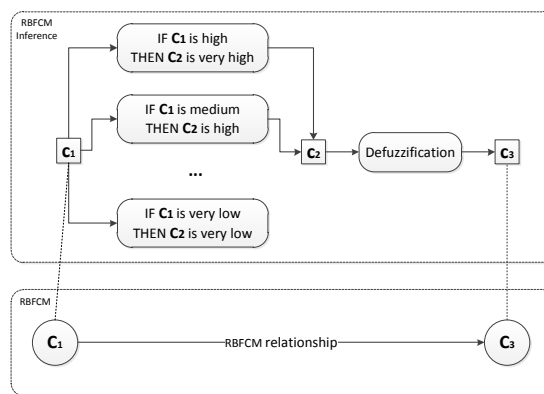 RBFCM
Inference
IF C1 is high
THEN C2 is very high
IF C1 is medium
THEN C2 is high
C1
C2
Defuzzification
C3
...
IF C1 is very low
THEN C2 is very low
RBFCM
C1
RBFCM relationship
C3